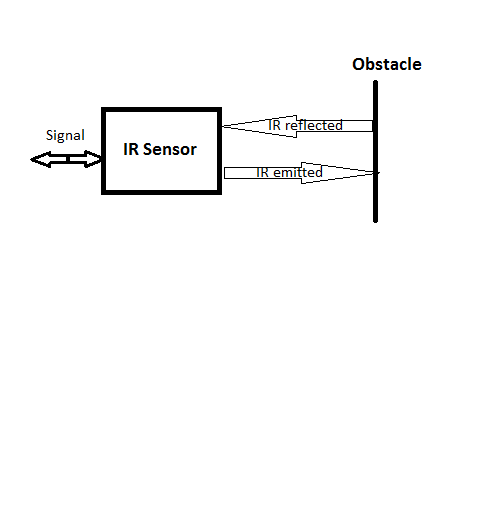 Obstacle
IR reflected
Signal
IR Sensor
IR emitted